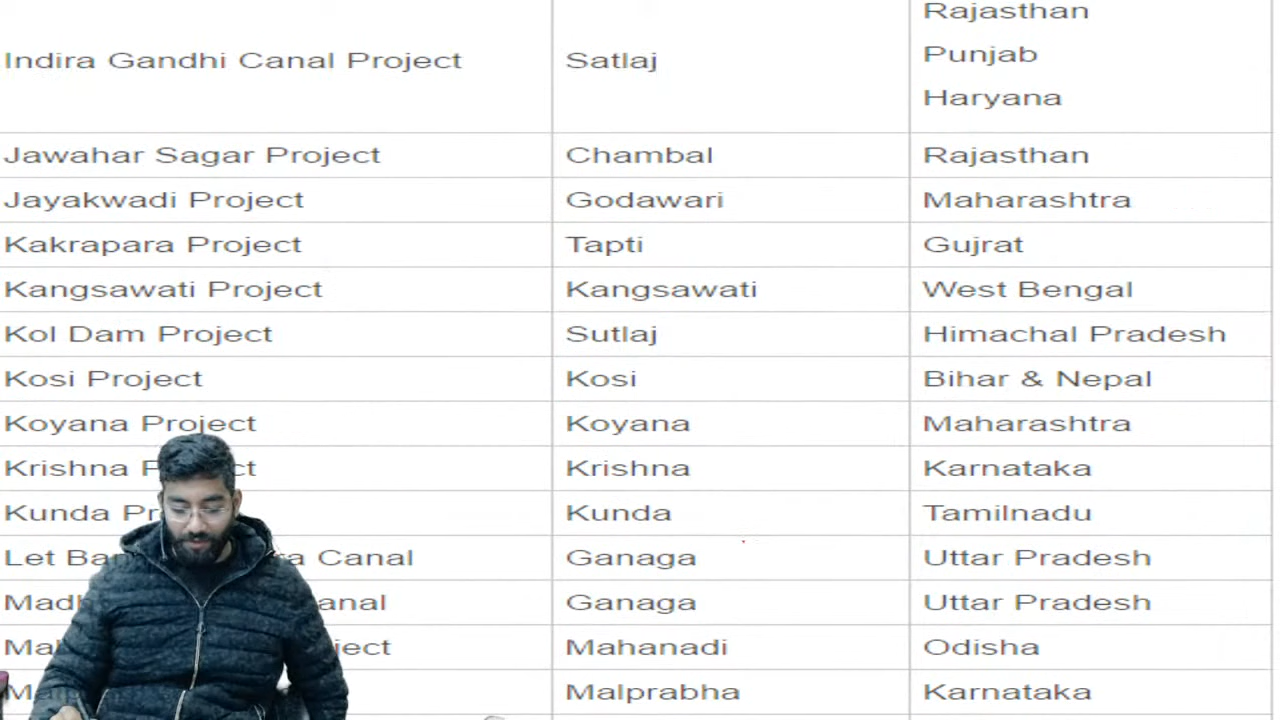 Rajasthan
Indira Gandhi Canal Project Satlaj Punjab
Haryana
Jawahar Sagar Project Chambal Rajasthan
Jayakwadi Project Godawari Maharashtra
Kakrapara Project Tapti Gujrat
Kangsawati Project Kangsawati West Bengal
Kol Dam Project Sutlaj Himachal Pradesh
Kosi Project Kosi Bihar & Nepal
Koyana Project Koyana Maharashtra
Krishna Krishna Karnataka
Kunda Kunda Tamilnadu
Let Canal Ganaga Uttar Pradesh
Ganaga Uttar Pradesh
Mahanadi Odisha
Malprabha Karnataka